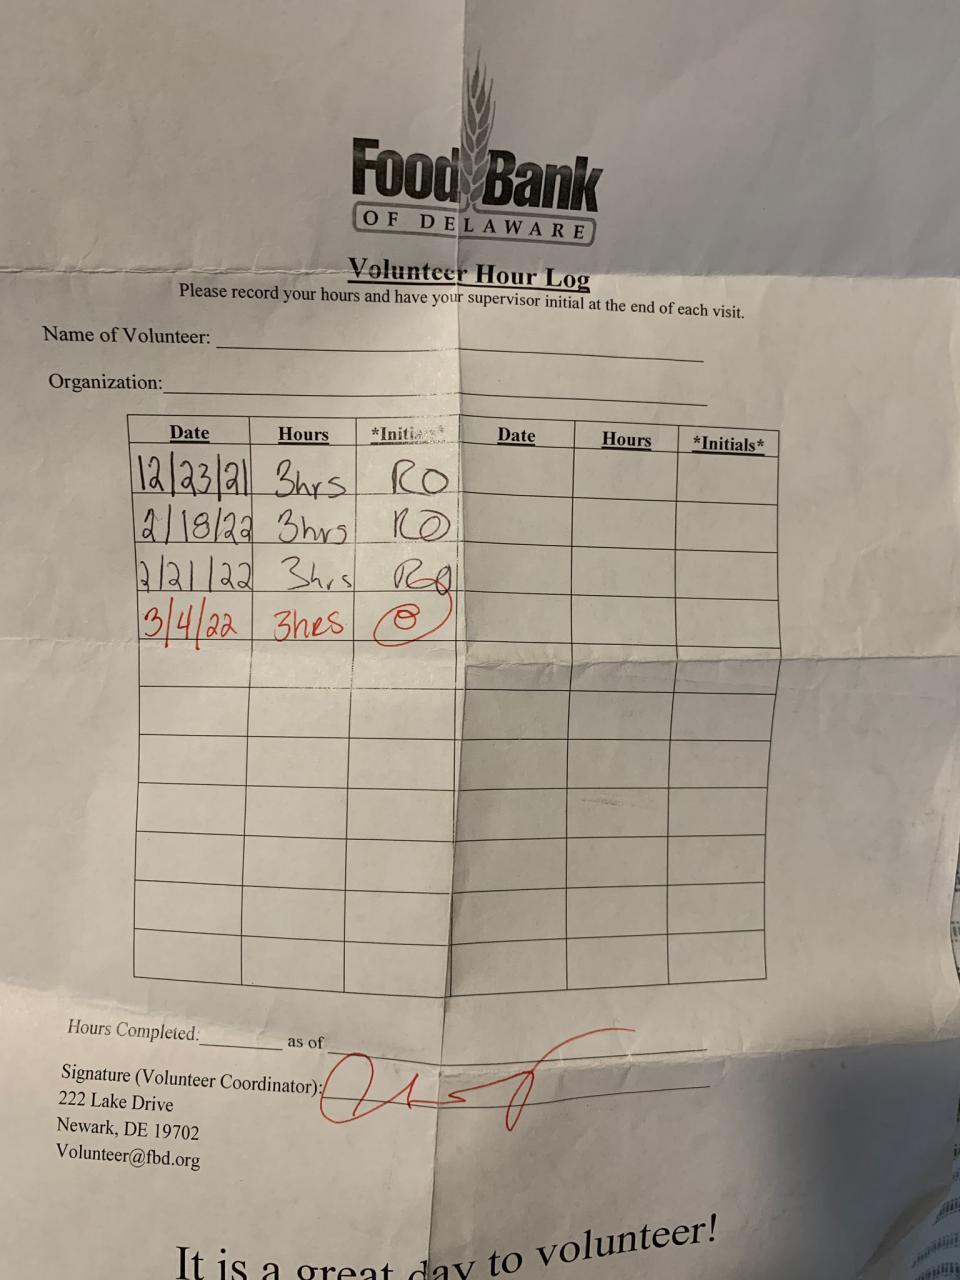 Food Bank
OF DELAWARE
Volunteer Hour Log
Please record your hours and have your supervisor initial at the end of each visit.
Name of Volunteer:
Organization:
Date Hours *Initials* Date Hours *Initials*
12/23/21 3hrs RO
2/18/22 3hrs RO
2/21/22 3hrs RO
3/4/22 3hrs
Hours Completed: as of
Signature (Volunteer Coordinator):
222 Lake Drive
Newark, DE 19702
Volunteer@fbd.org
It is a great day to volunteer!